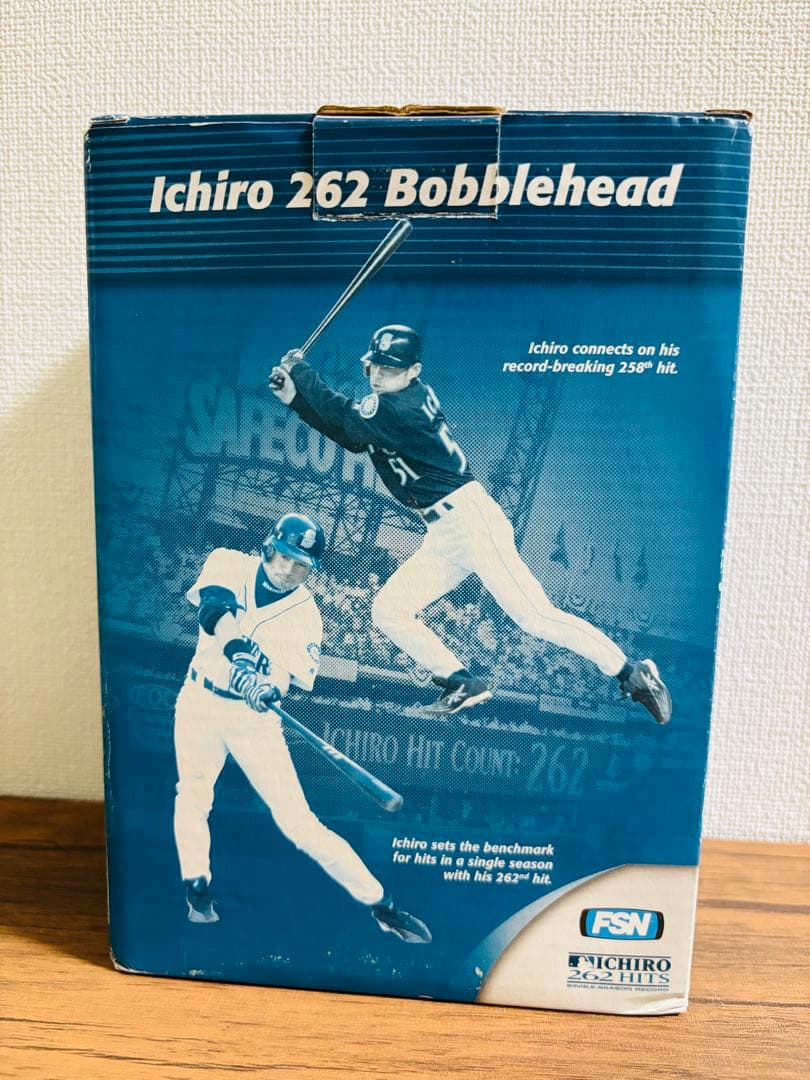 Ichiro 262 Bobblehead
Ichiro connects on his
record-breaking 258th hit.
SAFECO
51
ICHIRO HIT COUNT: 262
Ichiro sets the benchmark
for hits in a single season
with his 262nd hit.
FSN
ICHIRO
262 HITS
SINGLE-SEASON RECORD